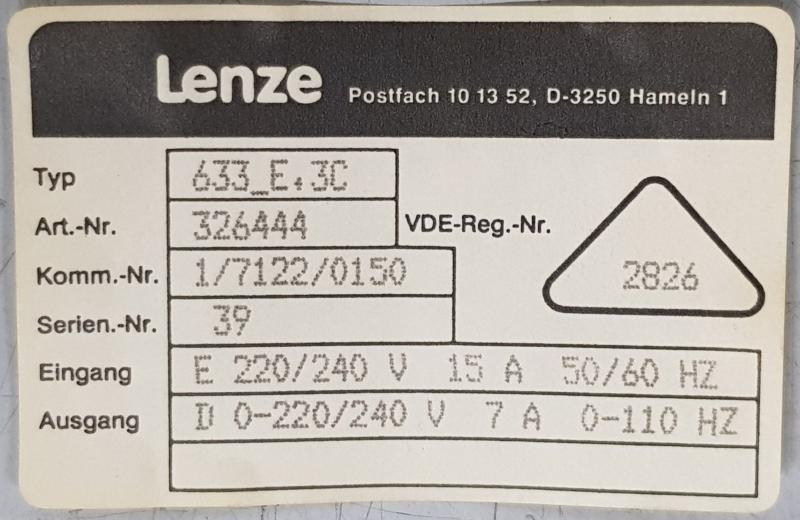 Lenze Postfach 10 13 52, D-3250 Hameln 1
Typ 633_E.3C
Art.-Nr. 326444 VDE-Reg.-Nr.
Komm.-Nr. 1/7122/0150 2826
Serien.-Nr. 39
Eingang E 220/240 V 15 A 50/60 HZ
Ausgang D 0-220/240 V 7 A 0-110 HZ